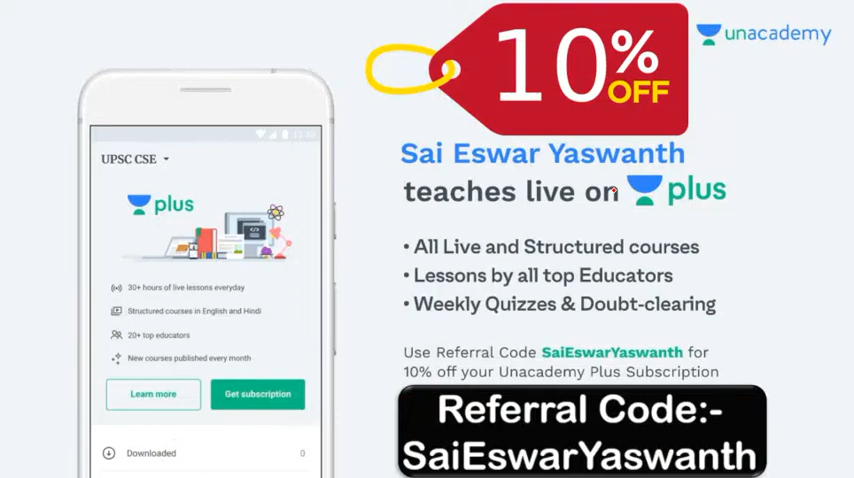 10%
OFF
unacademy
Sai Eswar Yaswanth
teaches live on plus
• All Live and Structured courses
• Lessons by all top Educators
• Weekly Quizzes & Doubt-clearing
Use Referral Code SaiEswarYaswanth for
10% off your Unacademy Plus Subscription
Referral Code:-
SaiEswarYaswanth
UPSC CSE
plus
30+ hours of live lessons everyday
Structured courses in English and Hindi
20+ top educators
New courses published every month
Learn more
Get subscription
Downloaded 0